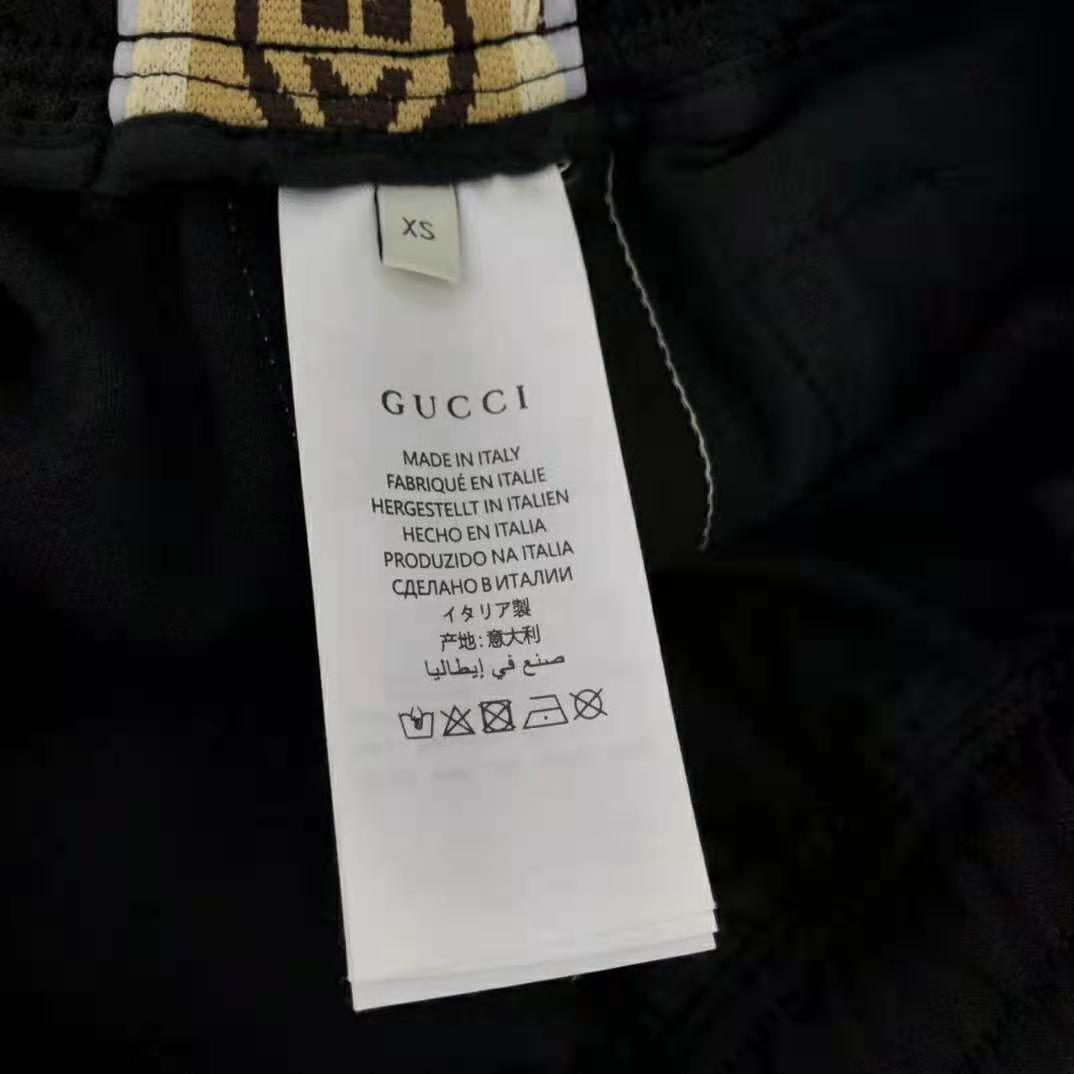 XS
GUCCI
MADE IN ITALY
FABRIQUÉ EN ITALIE
HERGESTELLT IN ITALIEN
HECHO EN ITALIA
PRODUZIDO NA ITALIA
СДЕЛАНО В ИТАЛИИ
イタリア製
产地:意大利
صنع في إيطاليا